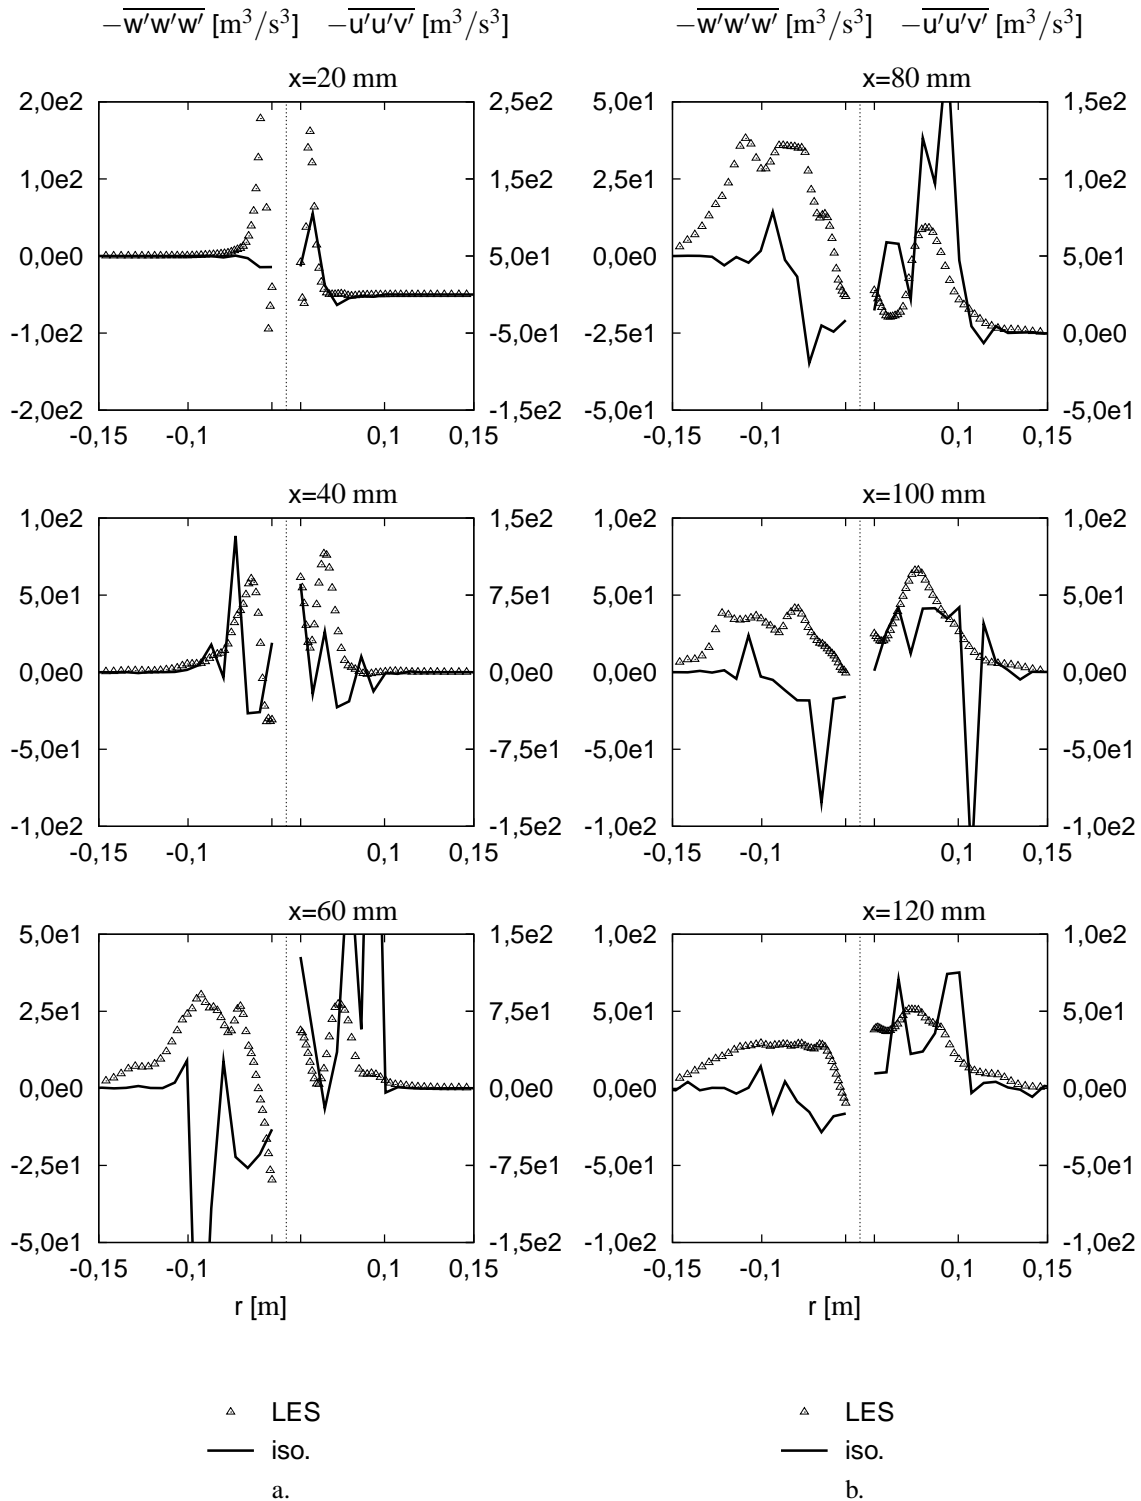 −w′w′w′ [m³/s³] −u′u′v′ [m³/s³]
x=20 mm
2,0e2
1,0e2
0,0e0
-1,0e2
-2,0e2
2,5e2
1,5e2
5,0e1
-5,0e1
-1,5e2
-0,15 -0,1 0,1 0,15
x=40 mm
1,0e2
5,0e1
0,0e0
-5,0e1
-1,0e2
1,5e2
7,5e1
0,0e0
-7,5e1
-1,5e2
-0,15 -0,1 0,1 0,15
x=60 mm
5,0e1
2,5e1
0,0e0
-2,5e1
-5,0e1
1,5e2
7,5e1
0,0e0
-7,5e1
-1,5e2
-0,15 -0,1 0,1 0,15
r [m]
LES
iso.
a.
−w′w′w′ [m³/s³] −u′u′v′ [m³/s³]
x=80 mm
5,0e1
2,5e1
0,0e0
-2,5e1
-5,0e1
1,5e2
1,0e2
5,0e1
0,0e0
-5,0e1
-0,15 -0,1 0,1 0,15
x=100 mm
1,0e2
5,0e1
0,0e0
-5,0e1
-1,0e2
1,0e2
5,0e1
0,0e0
-5,0e1
-1,0e2
-0,15 -0,1 0,1 0,15
x=120 mm
1,0e2
5,0e1
0,0e0
-5,0e1
-1,0e2
1,0e2
5,0e1
0,0e0
-5,0e1
-1,0e2
-0,15 -0,1 0,1 0,15
r [m]
LES
iso.
b.